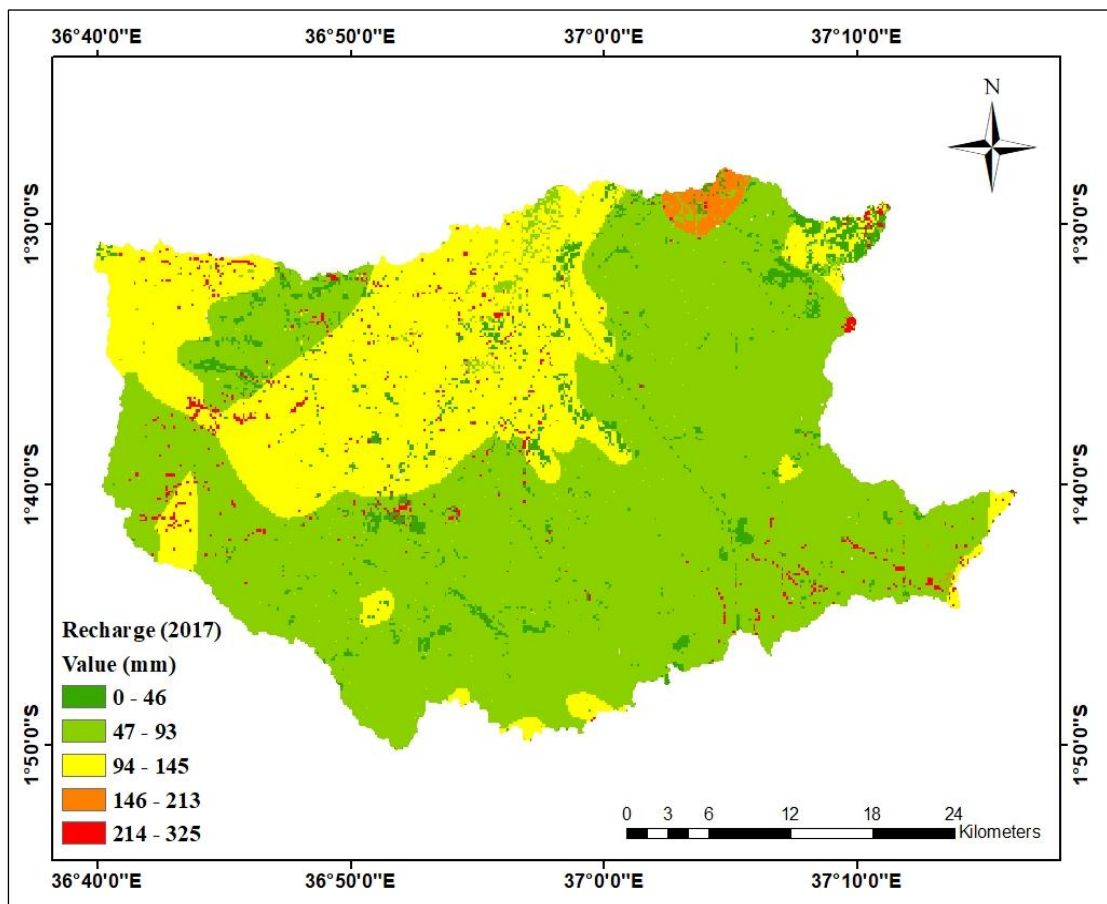 36°40'0"E 36°50'0"E 37°0'0"E 37°10'0"E
N
1°30'0"S 1°30'0"S
1°40'0"S 1°40'0"S
Recharge (2017)
Value (mm)
0 - 46
47 - 93
94 - 145
146 - 213
214 - 325
1°50'0"S 1°50'0"S
0 3 6 12 18 24
Kilometers
36°40'0"E 36°50'0"E 37°0'0"E 37°10'0"E